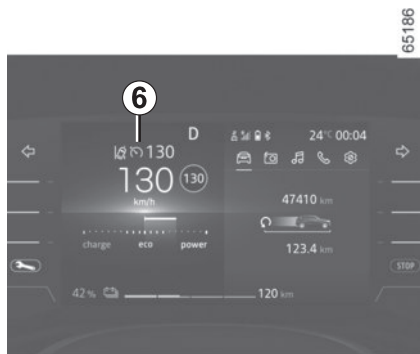 65186
6
D
24°C 00:04
130
130
130
km/h
47410 km
charge eco power
123.4 km
STOP
42% 120 km